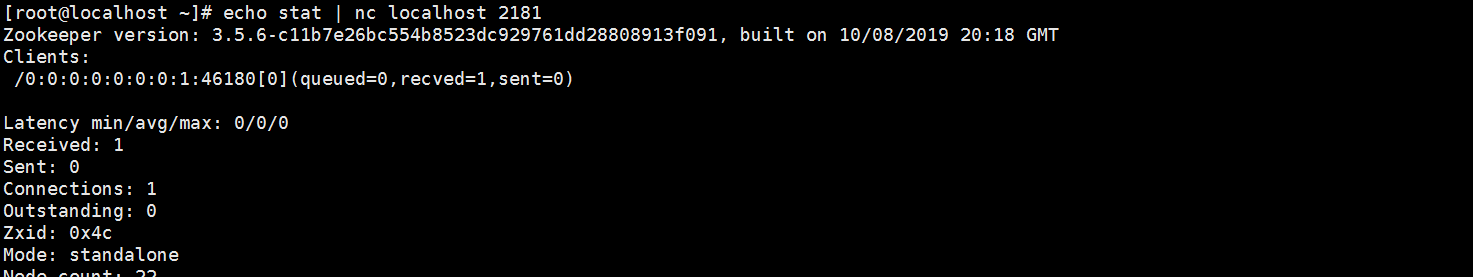 [root@localhost ~]# echo stat | nc localhost 2181
Zookeeper version: 3.5.6-c11b7e26bc554b8523dc929761dd28808913f091, built on 10/08/2019 20:18 GMT
Clients:
 /0:0:0:0:0:0:0:1:46180[0](queued=0,recved=1,sent=0)

Latency min/avg/max: 0/0/0
Received: 1
Sent: 0
Connections: 1
Outstanding: 0
Zxid: 0x4c
Mode: standalone
Node count: 22